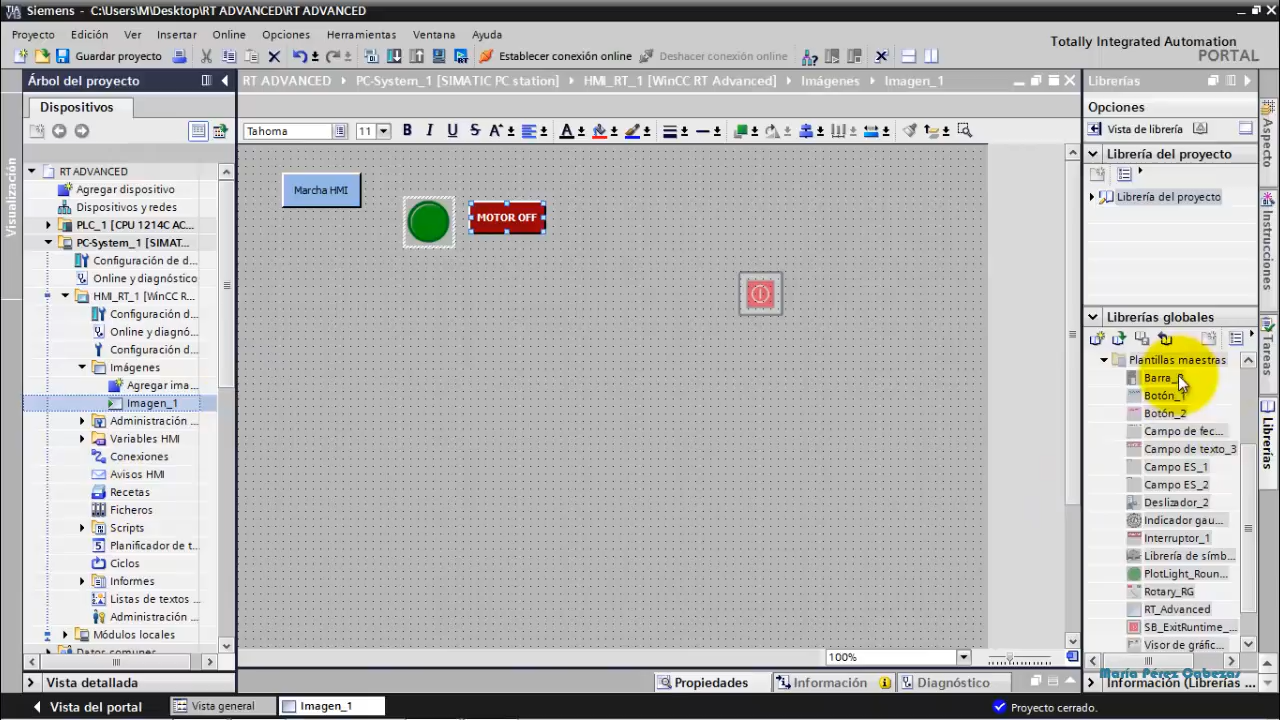 Siemens - C:\Users\M\Desktop\RT ADVANCED\RT ADVANCED
Proyecto Edición Ver Insertar Online Opciones Herramientas Ventana Ayuda
Totally Integrated Automation
PORTAL
Guardar proyecto
Establecer conexión online
Deshacer conexión online
Árbol del proyecto
RT ADVANCED
PC-System_1 [SIMATIC PC station]
HMI_RT_1 [WinCC RT Advanced]
Imágenes
Imagen_1
Librerías
Dispositivos
Opciones
Vista de librería
Visualización
Tahoma
11
B I U S A
Librería del proyecto
Librería del proyecto
RT ADVANCED
Agregar dispositivo
Dispositivos y redes
PLC_1 [CPU 1214C AC...
PC-System_1 [SIMAT...
Configuración de d...
Online y diagnóstico
HMI_RT_1 [WinCC R...
Configuración de d...
Online y diagnó...
Configuración d...
Imágenes
Agregar ima...
Imagen_1
Administración ...
Variables HMI
Conexiones
Avisos HMI
Recetas
Ficheros
Scripts
Planificador de t...
Ciclos
Informes
Listas de textos ...
Administración ...
Módulos locales
Datos comunes
Marcha HMI
MOTOR OFF
Librerías globales
Plantillas maestras
Botón_1
Botón_2
Campo de fec...
Campo de texto_3
Campo ES_1
Campo ES_2
Deslizador_2
Indicador gau...
Interruptor_1
Librería de símb...
PlotLight_Roun...
Rotary_RG
RT_Advanced
SB_ExitRuntime_...
Visor de gráfic...
Aspecto
Instrucciones
Tareas
Librerías
100%
María Pérez Cabezas
Vista detallada
Propiedades
Información
Diagnóstico
Información (Librerías ...
Vista del portal
Vista general
Imagen_1
Proyecto cerrado.